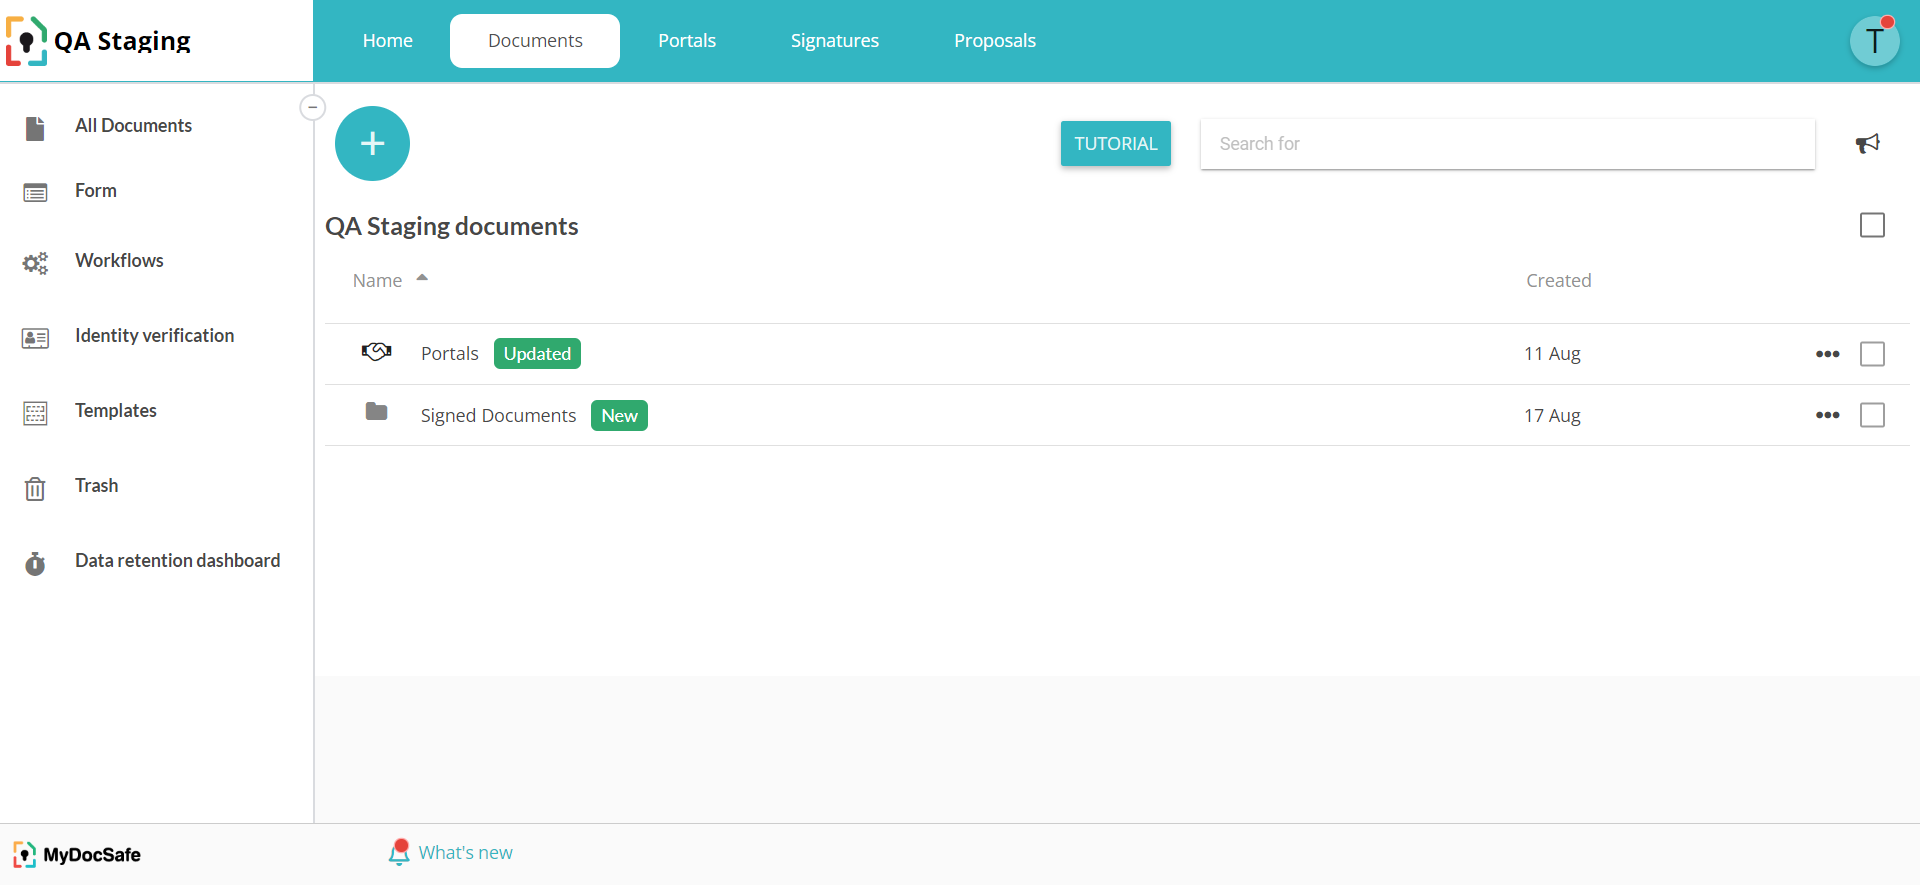 QA Staging
Home
Documents
Portals
Signatures
Proposals
T
All Documents
Form
Workflows
Identity verification
Templates
Trash
Data retention dashboard
TUTORIAL
Search for
QA Staging documents
Name
Created
Portals Updated 11 Aug
Signed Documents New 17 Aug
MyDocSafe
What's new